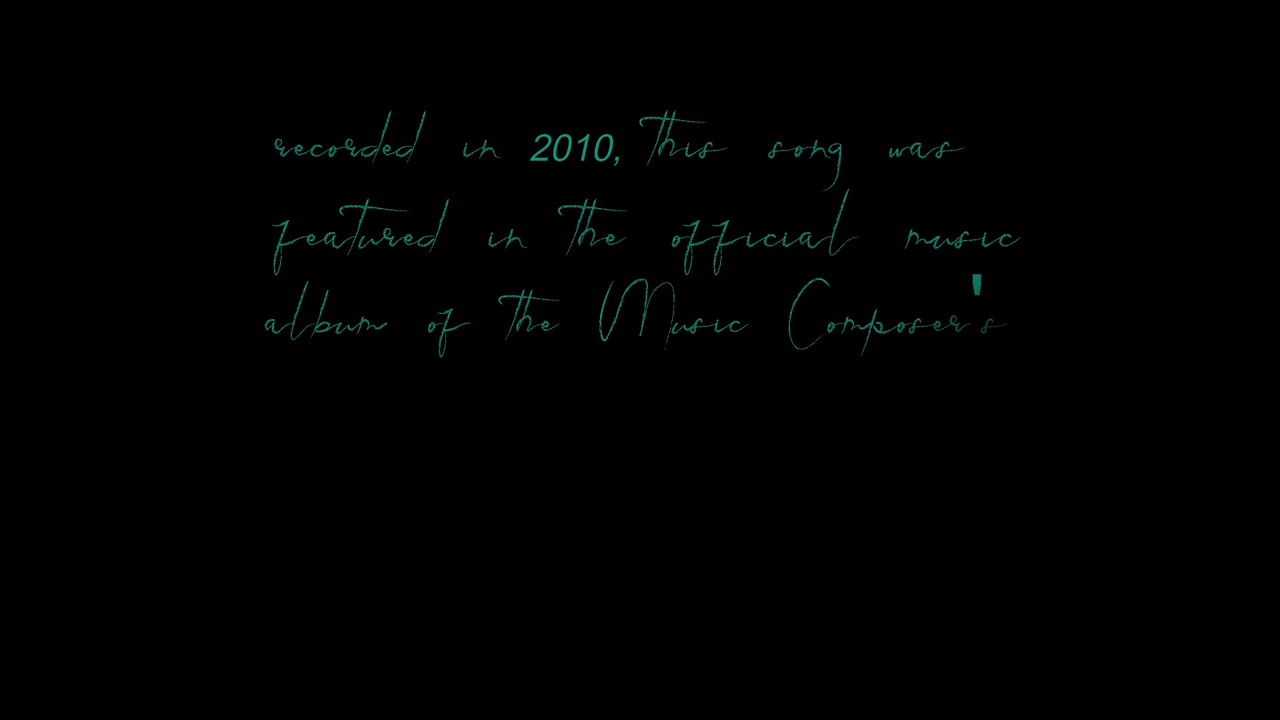 recorded in 2010, this song was
featured in the official music
album of the Music Composer's